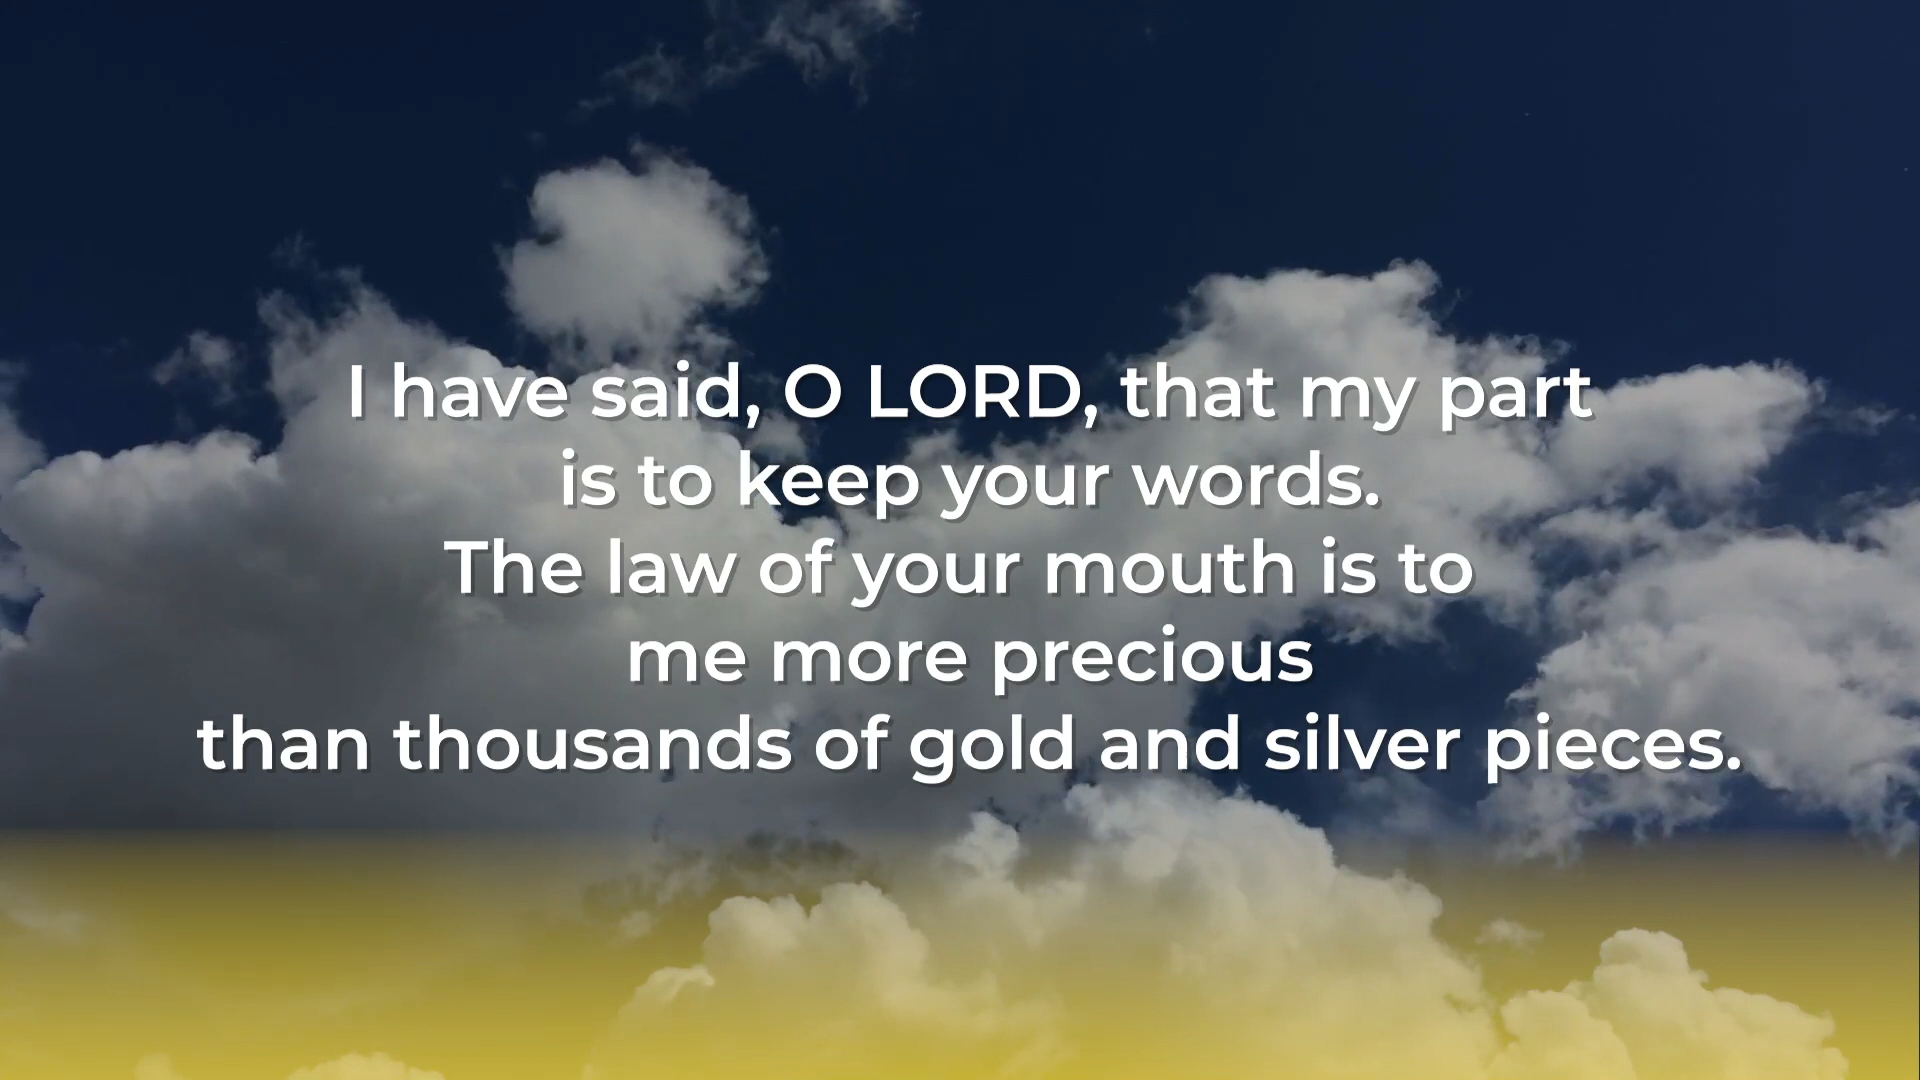 I have said, O LORD, that my part
is to keep your words.
The law of your mouth is to
me more precious
than thousands of gold and silver pieces.